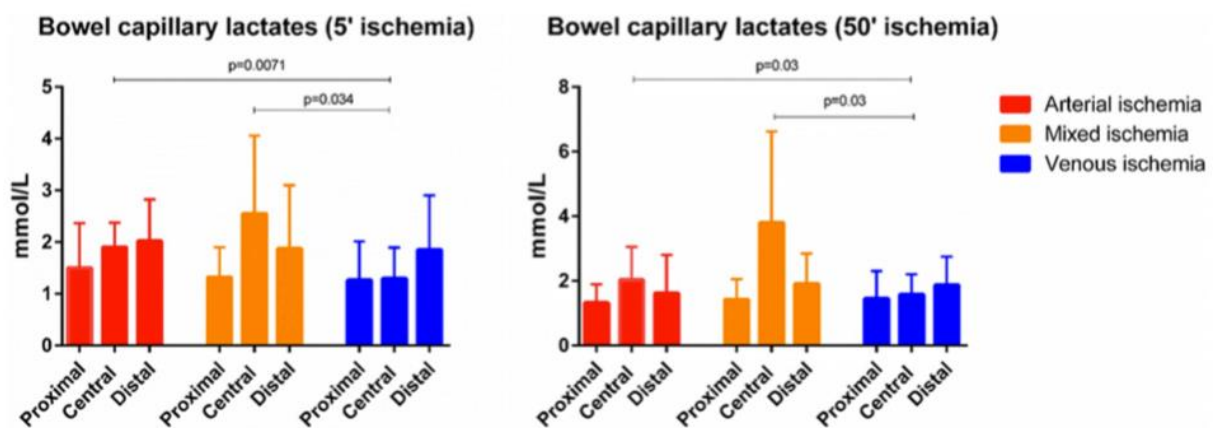 Bowel capillary lactates (5' ischemia)
p=0.0071
p=0.034
mmol/L
5
4
3
2
1
0
Proximal
Central
Distal
Proximal
Central
Distal
Proximal
Central
Distal
Bowel capillary lactates (50' ischemia)
p=0.03
p=0.03
mmol/L
8
6
4
2
0
Proximal
Central
Distal
Proximal
Central
Distal
Proximal
Central
Distal
Arterial ischemia
Mixed ischemia
Venous ischemia